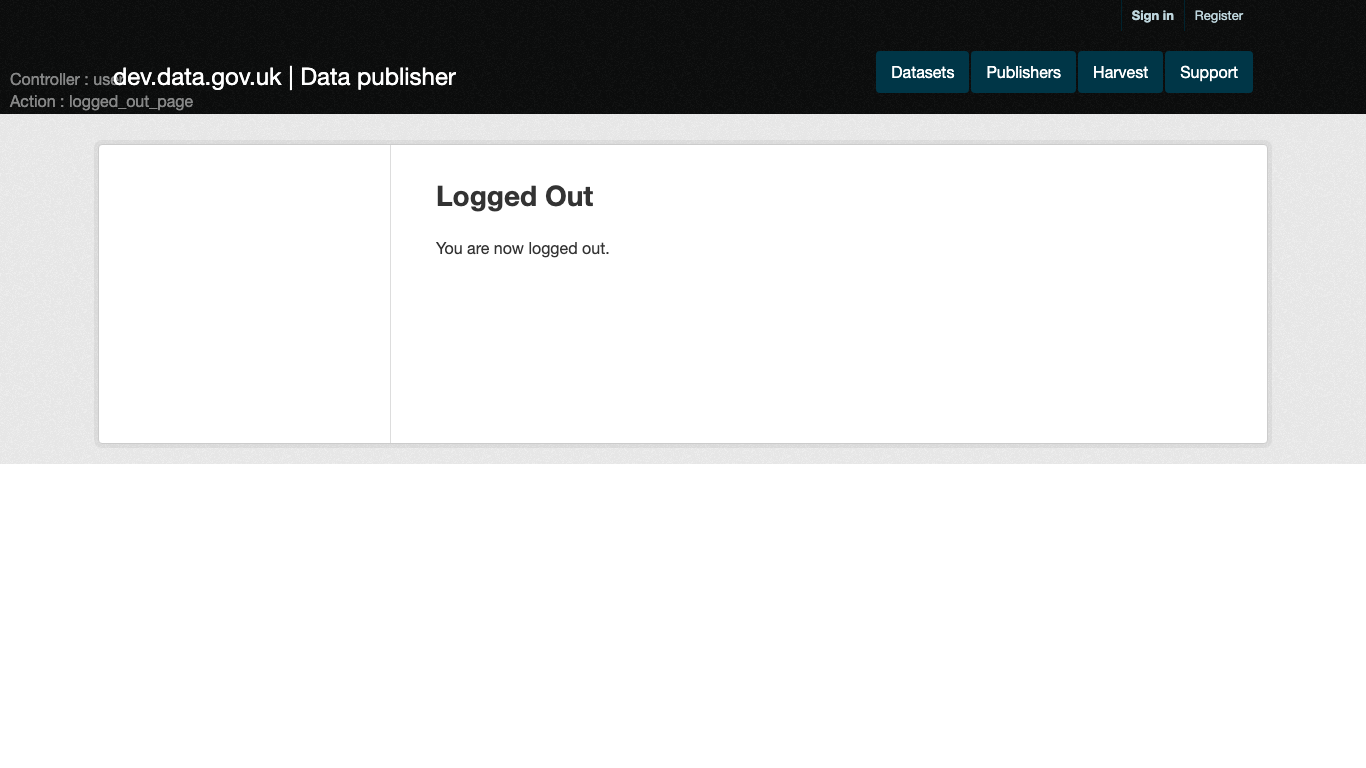 Sign in
Register
Controller : user
dev.data.gov.uk | Data publisher
Datasets
Publishers
Harvest
Support
Action : logged_out_page
Logged Out
You are now logged out.